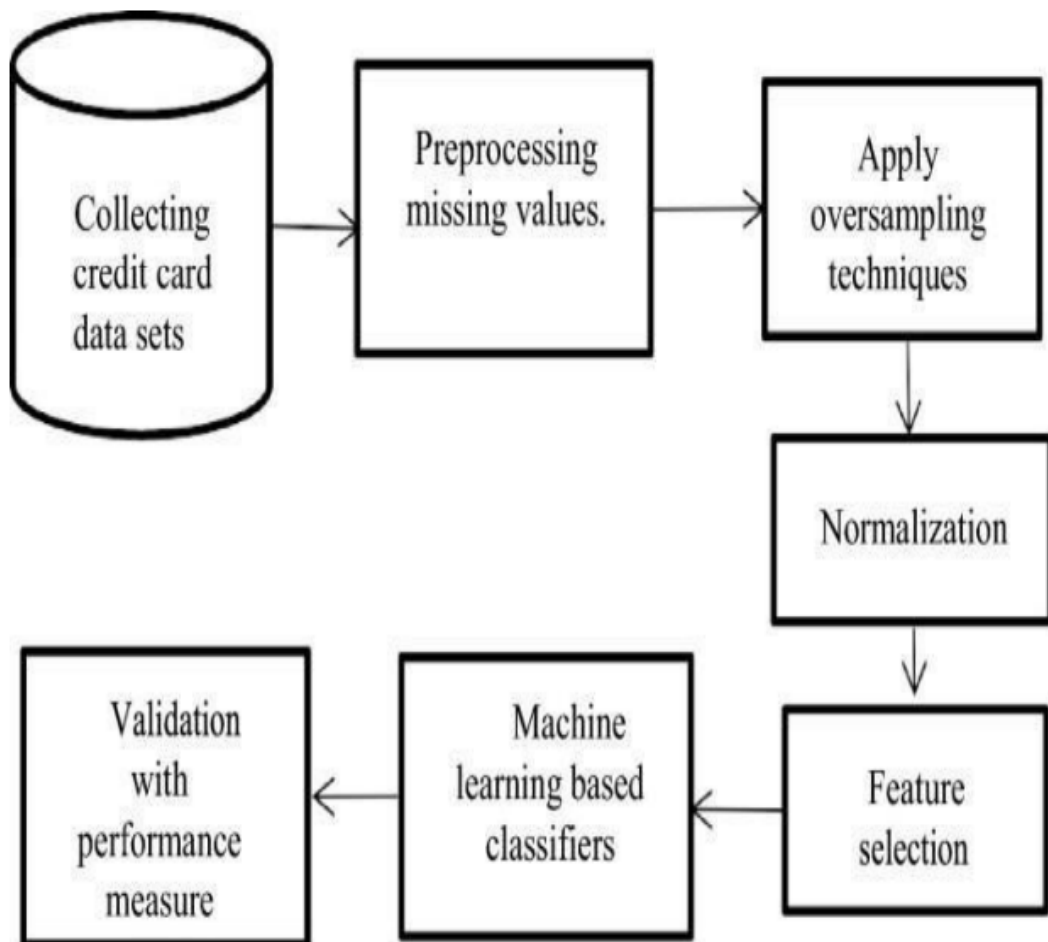 Collecting
credit card
data sets
Preprocessing
missing values.
Apply
oversampling
techniques
Normalization
Feature
selection
Machine
learning based
classifiers
Validation
with
performance
measure